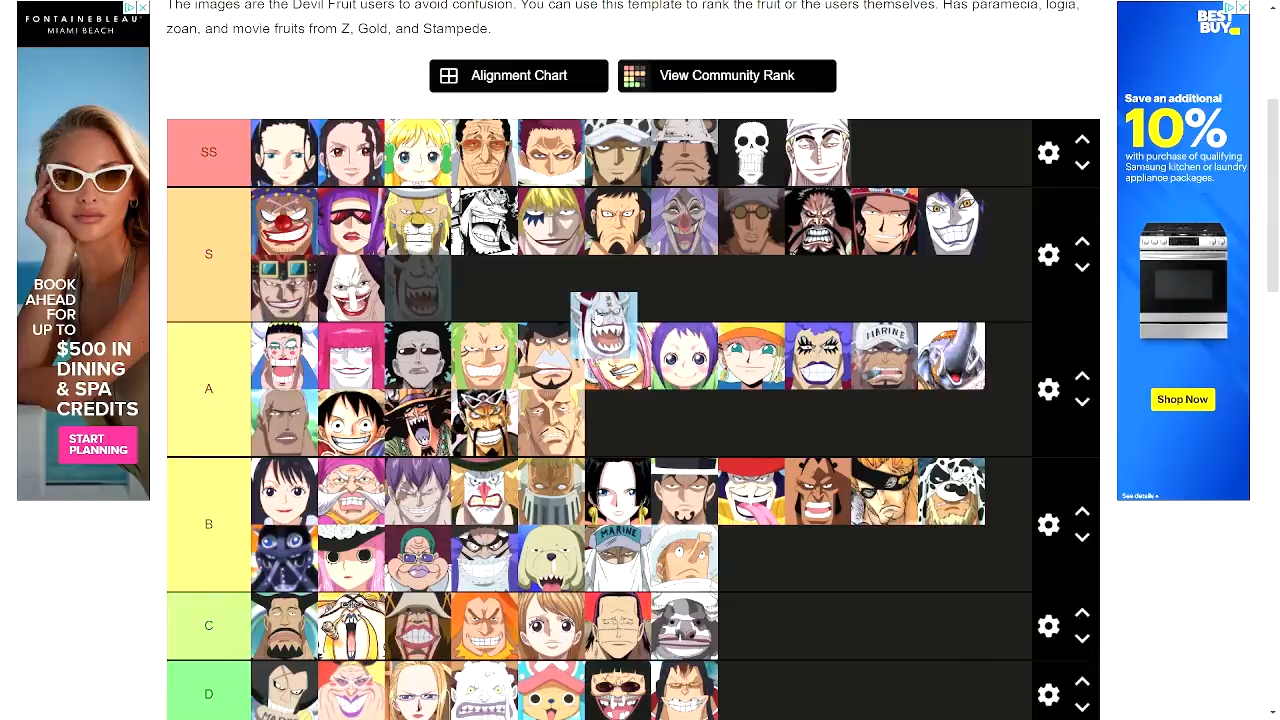 The images are the Devil Fruit users to avoid confusion. You can use this template to rank the fruit or the users themselves. Has paramecia, logia,
zoan, and movie fruits from Z, Gold, and Stampede.
Alignment Chart
View Community Rank
FONTAINEBLEAU
MIAMI BEACH
BOOK
AHEAD
FOR
UP TO
$500 IN
DINING
& SPA
CREDITS
START
PLANNING
SS
S
A
MARINE
B
MARINE
C
D
BEST
BUY
Save an additional
10%
with purchase of qualifying
Samsung kitchen or laundry
appliance packages.
Shop Now
See details